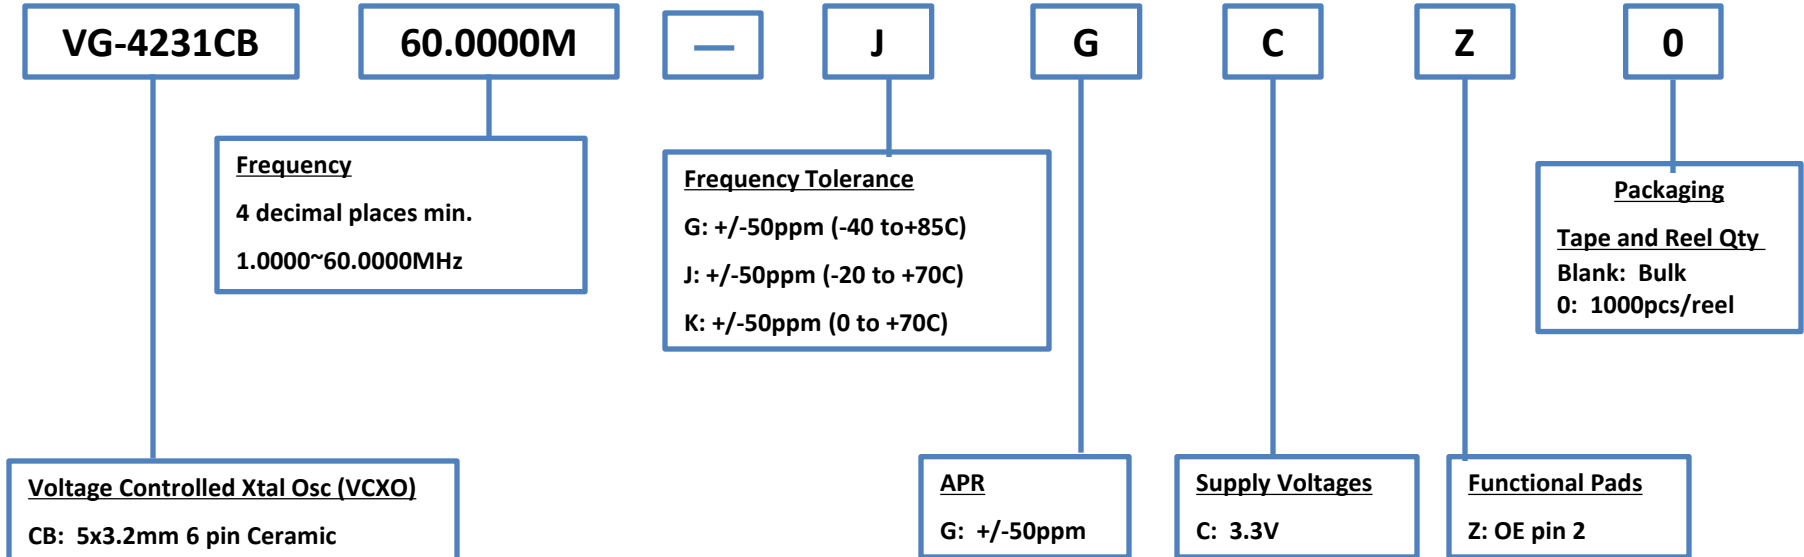 VG-4231CB 60.0000M — J G C Z 0
Frequency
4 decimal places min.
1.0000~60.0000MHz
Frequency Tolerance
G: +/-50ppm (-40 to+85C)
J: +/-50ppm (-20 to +70C)
K: +/-50ppm (0 to +70C)
Packaging
Tape and Reel Qty
Blank: Bulk
0: 1000pcs/reel
Voltage Controlled Xtal Osc (VCXO)
CB: 5x3.2mm 6 pin Ceramic
APR
G: +/-50ppm
Supply Voltages
C: 3.3V
Functional Pads
Z: OE pin 2